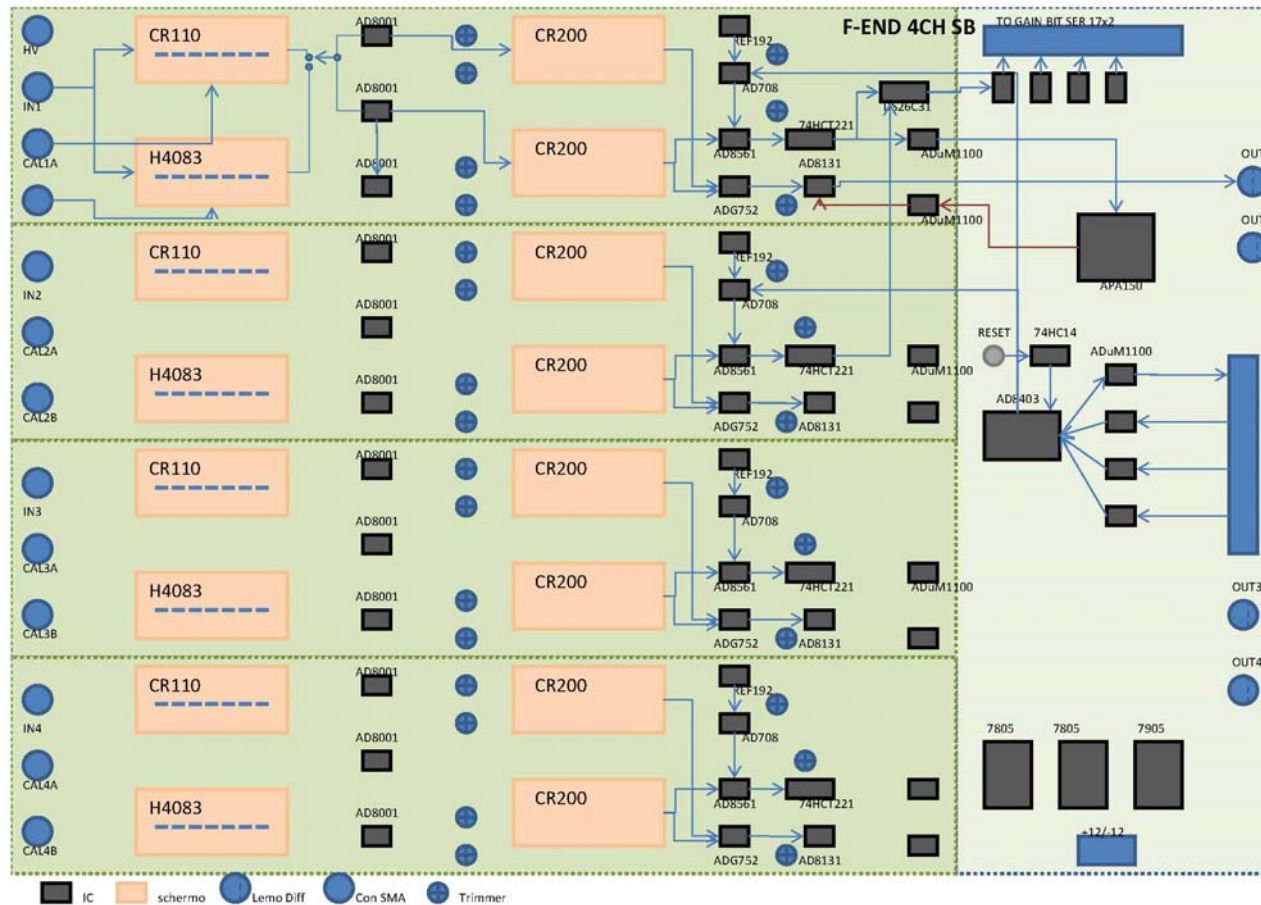 F-END 4CH SB
TO GAIN BIT SER 17x2
HV
IN1
CAL1A
CR110
H4083
AD8001
AD8001
AD8001
CR200
CR200
REF192
AD708
DS26C31
74HCT221
AD8561
AD8131
ADG752
ADuM1100
ADuM1100
OUT
OUT
APA150
IN2
CAL2A
CAL2B
CR110
H4083
AD8001
AD8001
AD8001
CR200
CR200
REF192
AD708
AD8561
74HCT221
ADG752
AD8131
ADuM1100
RESET
74HC14
ADuM1100
AD8403
IN3
CAL3A
CAL3B
CR110
H4083
AD8001
AD8001
AD8001
CR200
CR200
REF192
AD708
AD8561
74HCT221
ADG752
AD8131
ADuM1100
OUT3
OUT4
IN4
CAL4A
CAL4B
CR110
H4083
AD8001
AD8001
AD8001
CR200
CR200
REF192
AD708
AD8561
74HCT221
ADG752
AD8131
7805
7805
7905
+12/-12
IC
schermo
Lemo Diff
Con SMA
Trimmer